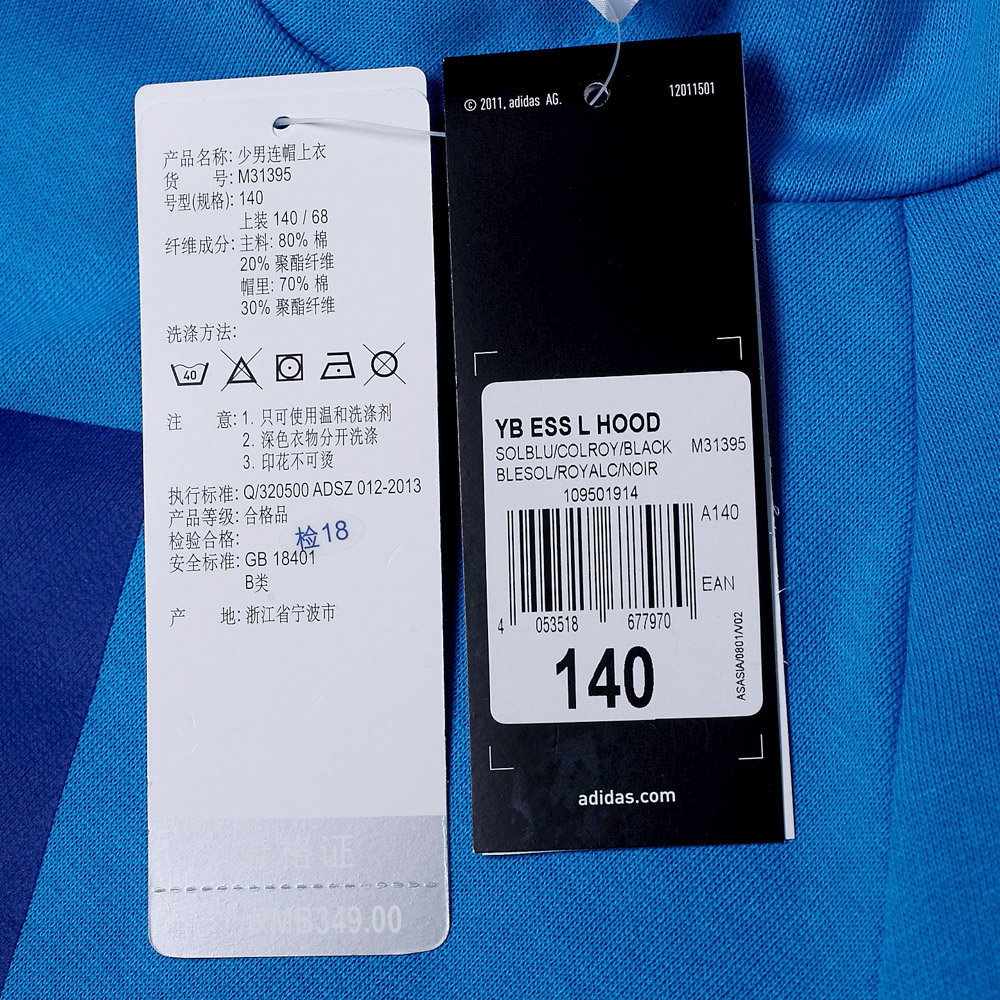 产品名称: 少男连帽上衣
货 号: M31395
号型(规格): 140
上装 140 / 68
纤维成分: 主料: 80% 棉
20% 聚酯纤维
帽里: 70% 棉
30% 聚酯纤维
洗涤方法:
40
注 意: 1. 只可使用温和洗涤剂
2. 深色衣物分开洗涤
3. 印花不可烫
执行标准: Q/320500 ADSZ 012-2013
产品等级: 合格品
检验合格: 检18
安全标准: GB 18401
B类
产 地: 浙江省宁波市
格证
RMB349.00
© 2011, adidas AG. 12011501
YB ESS L HOOD
SOLBLU/COLROY/BLACK M31395
BLESOL/ROYALC/NOIR
109501914
A140
EAN
4 053518 677970
140
ASASIA/0801/V02
adidas.com